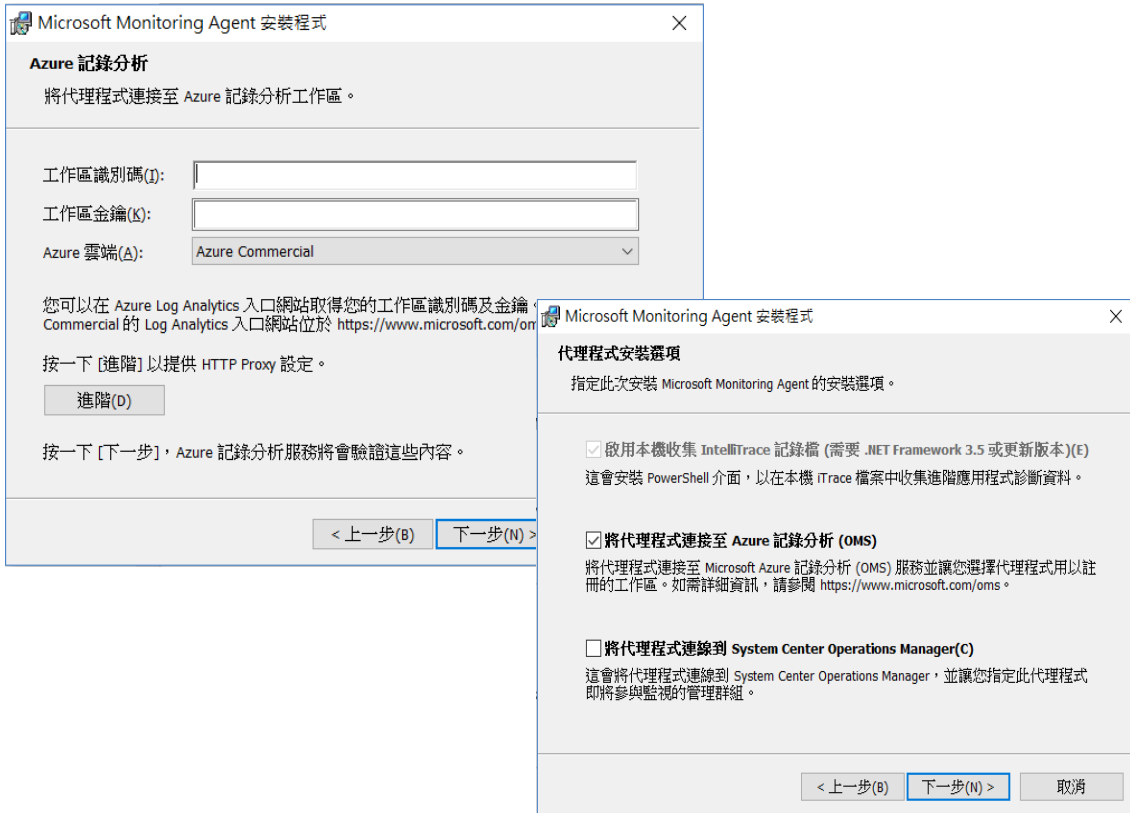 Microsoft Monitoring Agent 安裝程式
Azure 記錄分析
將代理程式連接至 Azure 記錄分析工作區。
工作區識別碼(I):
工作區金鑰(K):
Azure 雲端(A):
Azure Commercial
您可以在 Azure Log Analytics 入口網站取得您的工作區識別碼及金鑰。
Commercial 的 Log Analytics 入口網站位於 https://www.microsoft.com/om
按一下 [進階] 以提供 HTTP Proxy 設定。
進階(D)
按一下 [下一步]，Azure 記錄分析服務將會驗證這些內容。
< 上一步(B)
下一步(N) >
Microsoft Monitoring Agent 安裝程式
代理程式安裝選項
指定此次安裝 Microsoft Monitoring Agent 的安裝選項。
啟用本機收集 IntelliTrace 記錄檔 (需要 .NET Framework 3.5 或更新版本)(E)
這會安裝 PowerShell 介面，以在本機 iTrace 檔案中收集進階應用程式診斷資料。
將代理程式連接至 Azure 記錄分析 (OMS)
將代理程式連接至 Microsoft Azure 記錄分析 (OMS) 服務並讓您選擇代理程式用以註
冊的工作區。如需詳細資訊，請參閱 https://www.microsoft.com/oms。
將代理程式連線到 System Center Operations Manager(C)
這會將代理程式連線到 System Center Operations Manager，並讓您指定此代理程式
即將參與監視的管理群組。
< 上一步(B)
下一步(N) >
取消